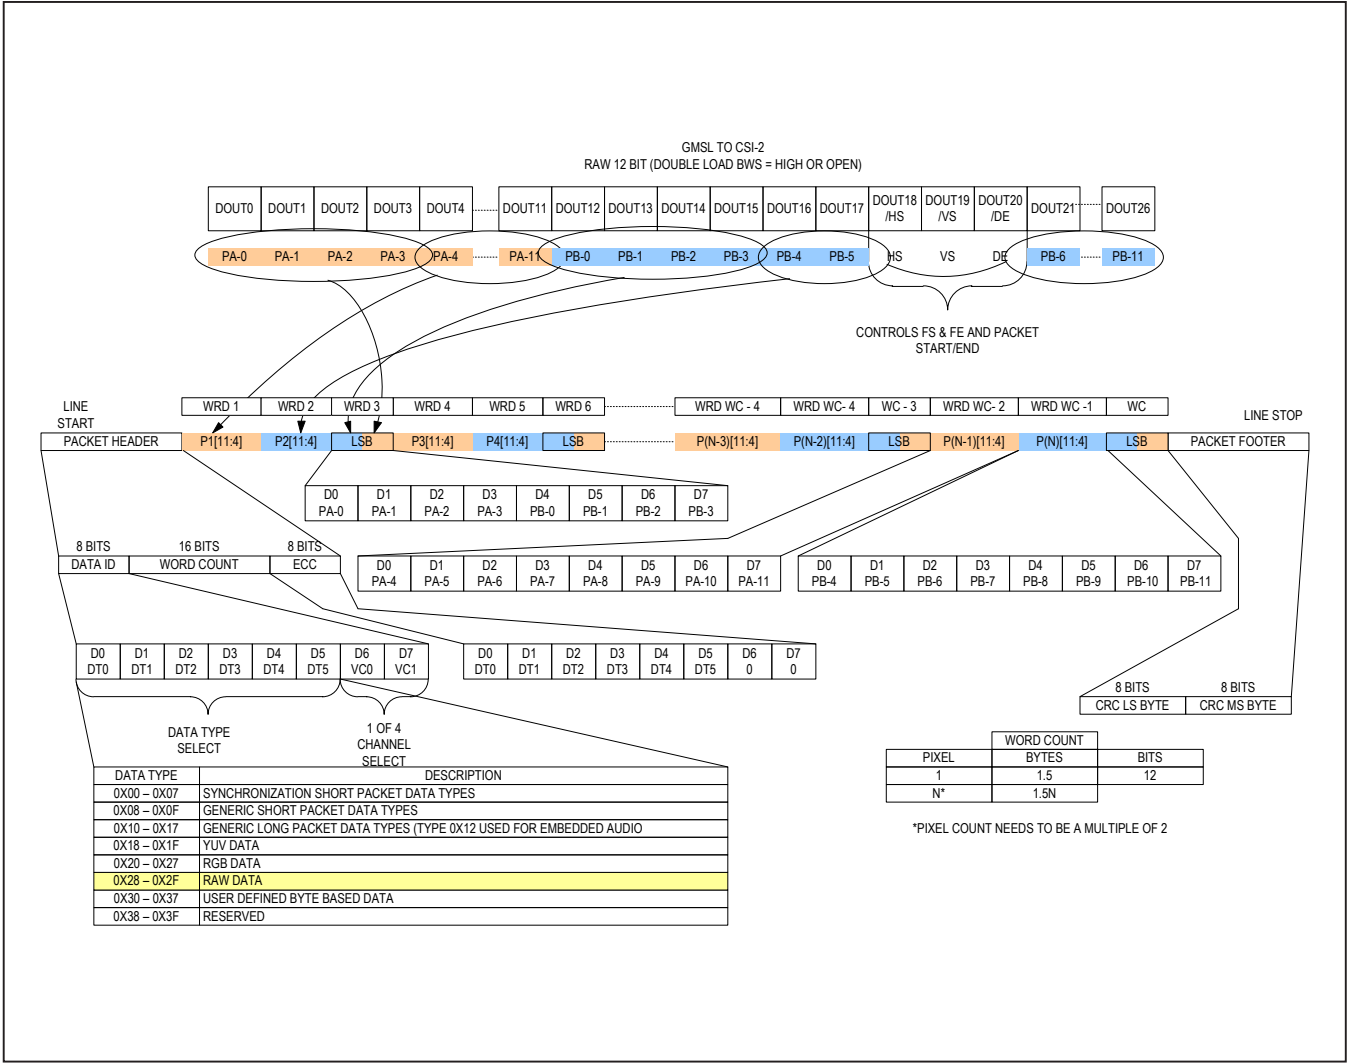 GMSL TO CSI-2
RAW 12 BIT (DOUBLE LOAD BWS = HIGH OR OPEN)
DOUT0 DOUT1 DOUT2 DOUT3 DOUT4 DOUT11 DOUT12 DOUT13 DOUT14 DOUT15 DOUT16 DOUT17 DOUT18 /HS DOUT19 /VS DOUT20 /DE DOUT21 DOUT26
PA-0 PA-1 PA-2 PA-3 PA-4 PA-11 PB-0 PB-1 PB-2 PB-3 PB-4 PB-5 HS VS DE PB-6 PB-11
CONTROLS FS & FE AND PACKET
START/END
LINE
START
WRD 1 WRD 2 WRD 3 WRD 4 WRD 5 WRD 6 WRD WC - 4 WRD WC- 4 WC - 3 WRD WC- 2 WRD WC -1 WC
LINE STOP
PACKET HEADER P1[11:4] P2[11:4] LSB P3[11:4] P4[11:4] LSB P(N-3)[11:4] P(N-2)[11:4] LSB P(N-1)[11:4] P(N)[11:4] LSB PACKET FOOTER
D0 D1 D2 D3 D4 D5 D6 D7
PA-0 PA-1 PA-2 PA-3 PB-0 PB-1 PB-2 PB-3
8 BITS 16 BITS 8 BITS
DATA ID WORD COUNT ECC
D0 D1 D2 D3 D4 D5 D6 D7
PA-4 PA-5 PA-6 PA-7 PA-8 PA-9 PA-10 PA-11
D0 D1 D2 D3 D4 D5 D6 D7
PB-4 PB-5 PB-6 PB-7 PB-8 PB-9 PB-10 PB-11
D0 D1 D2 D3 D4 D5 D6 D7
DT0 DT1 DT2 DT3 DT4 DT5 VC0 VC1
D0 D1 D2 D3 D4 D5 D6 D7
DT0 DT1 DT2 DT3 DT4 DT5 0 0
8 BITS 8 BITS
CRC LS BYTE CRC MS BYTE
DATA TYPE
SELECT
1 OF 4
CHANNEL
SELECT
WORD COUNT
PIXEL BYTES BITS
1 1.5 12
N* 1.5N
*PIXEL COUNT NEEDS TO BE A MULTIPLE OF 2
DATA TYPE DESCRIPTION
0X00 – 0X07 SYNCHRONIZATION SHORT PACKET DATA TYPES
0X08 – 0X0F GENERIC SHORT PACKET DATA TYPES
0X10 – 0X17 GENERIC LONG PACKET DATA TYPES (TYPE 0X12 USED FOR EMBEDDED AUDIO
0X18 – 0X1F YUV DATA
0X20 – 0X27 RGB DATA
0X28 – 0X2F RAW DATA
0X30 – 0X37 USER DEFINED BYTE BASED DATA
0X38 – 0X3F RESERVED